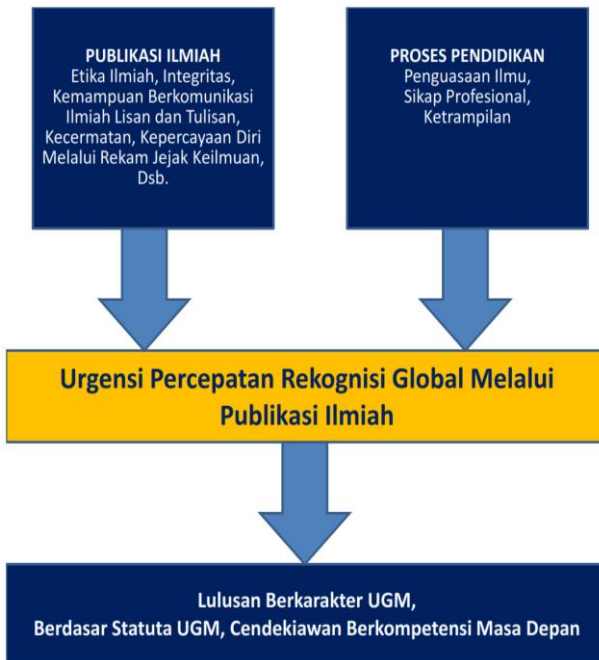 PUBLIKASI ILMIAH
Etika Ilmiah, Integritas,
Kemampuan Berkomunikasi
Ilmiah Lisan dan Tulisan,
Kecermatan, Kepercayaan Diri
Melalui Rekam Jejak Keilmuan,
Dsb.
PROSES PENDIDIKAN
Penguasaan Ilmu,
Sikap Profesional,
Ketrampilan
Urgensi Percepatan Rekognisi Global Melalui
Publikasi Ilmiah
Lulusan Berkarakter UGM,
Berdasar Statuta UGM, Cendekiawan Berkompetensi Masa Depan